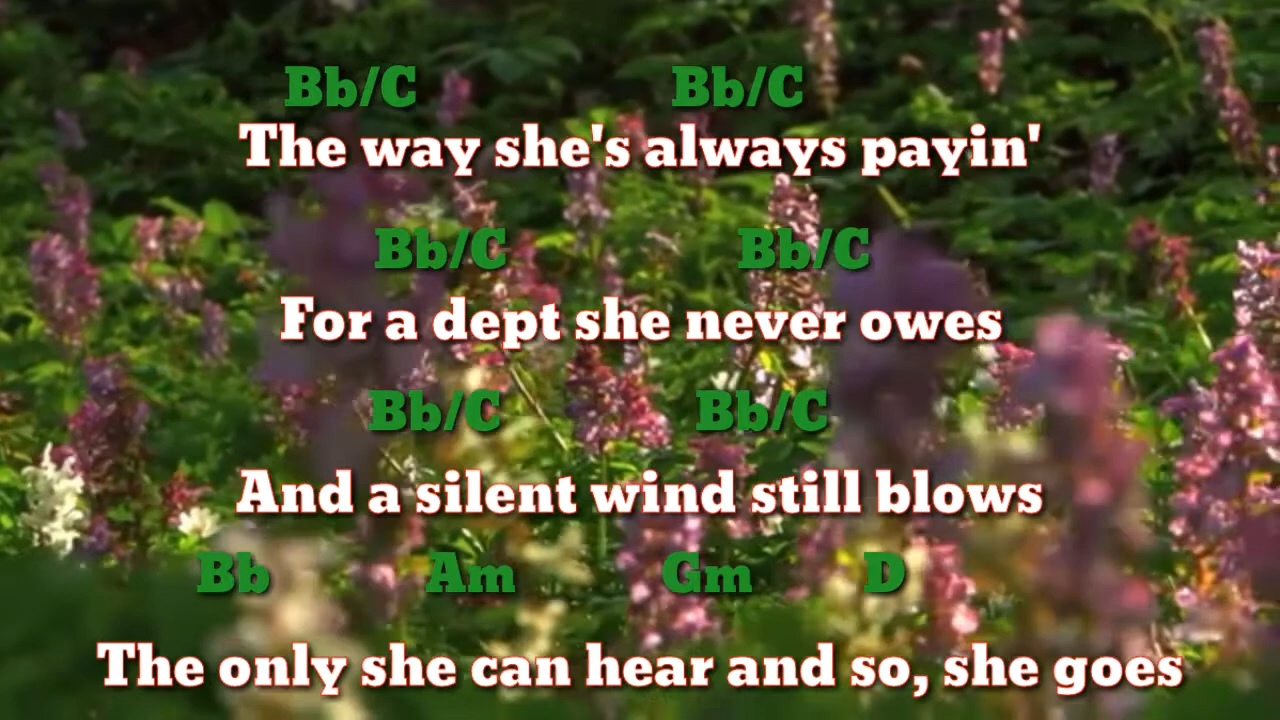 Bb/C Bb/C
The way she's always payin'
Bb/C Bb/C
For a dept she never owes
Bb/C Bb/C
And a silent wind still blows
Bb Am Gm D
The only she can hear and so, she goes